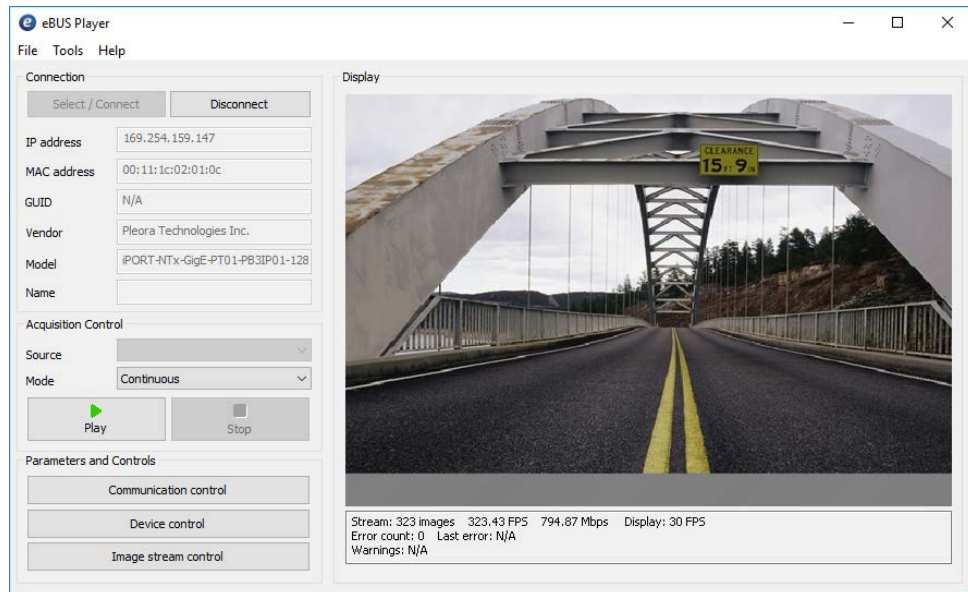 eBUS Player
File Tools Help
Connection
Select / Connect Disconnect
IP address 169.254.159.147
MAC address 00:11:1c:02:01:0c
GUID N/A
Vendor Pleora Technologies Inc.
Model iPORT-NTx-GigE-PT01-PB3IP01-128
Name
Acquisition Control
Source
Mode Continuous
Play Stop
Parameters and Controls
Communication control
Device control
Image stream control
Display
CLEARANCE
15 FT 9 IN
Stream: 323 images 323.43 FPS 794.87 Mbps Display: 30 FPS
Error count: 0 Last error: N/A
Warnings: N/A